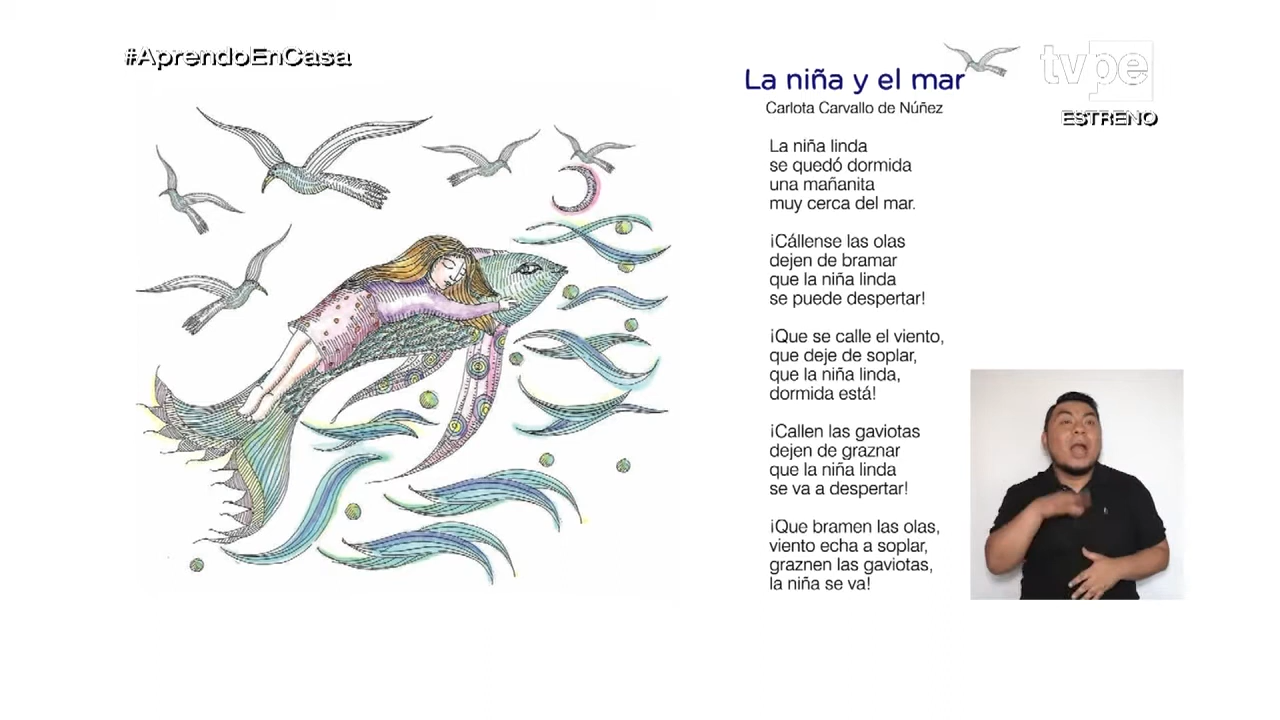 #AprendoEnCasa
La niña y el mar
Carlota Carvallo de Núñez
La niña linda
se quedó dormida
una mañanita
muy cerca del mar.
¡Cállense las olas
dejen de bramar
que la niña linda
se puede despertar!
¡Que se calle el viento,
que deje de soplar,
que la niña linda,
dormida está!
¡Callen las gaviotas
dejen de graznar
que la niña linda
se va a despertar!
¡Que bramen las olas,
viento echa a soplar,
graznen las gaviotas,
la niña se va!
tvpe
ESTRENO